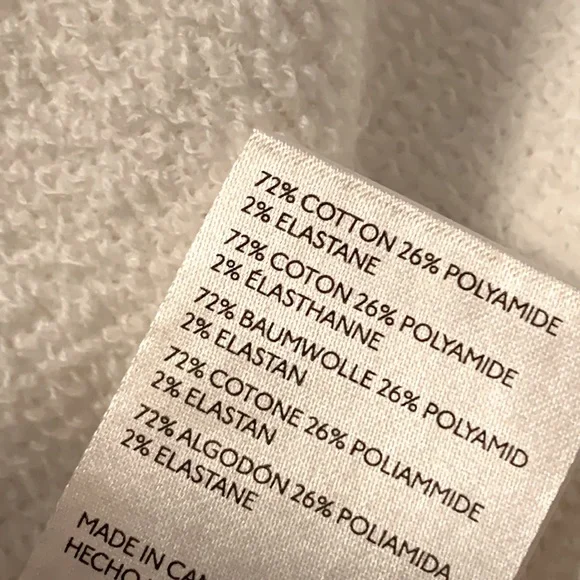 72% COTTON 26% POLYAMIDE
2% ELASTANE
72% COTON 26% POLYAMIDE
2% ÉLASTHANNE
72% BAUMWOLLE 26% POLYAMID
2% ELASTAN
72% COTONE 26% POLIAMMIDE
2% ELASTAN
72% ALGODÓN 26% POLIAMIDA
2% ELASTANE
MADE IN
HECHO